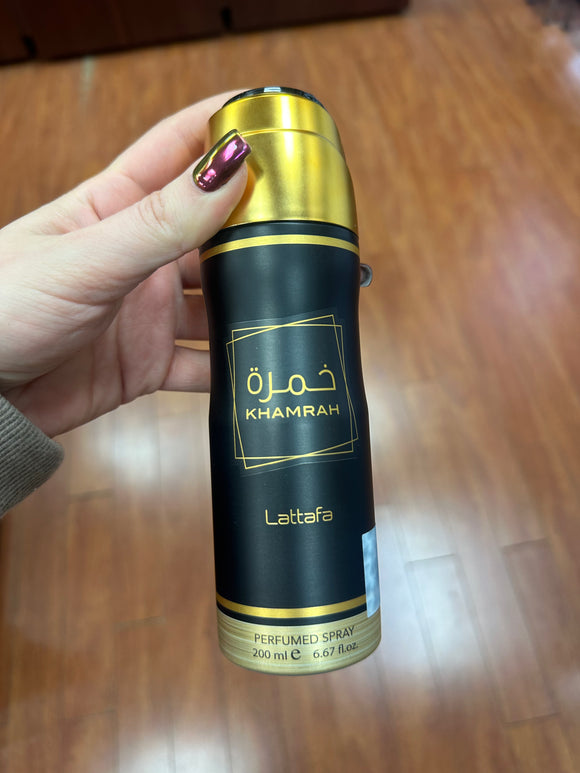 خمرة
KHAMRAH
Lattafa
PERFUMED SPRAY
200 ml e 6.67 fl.oz.